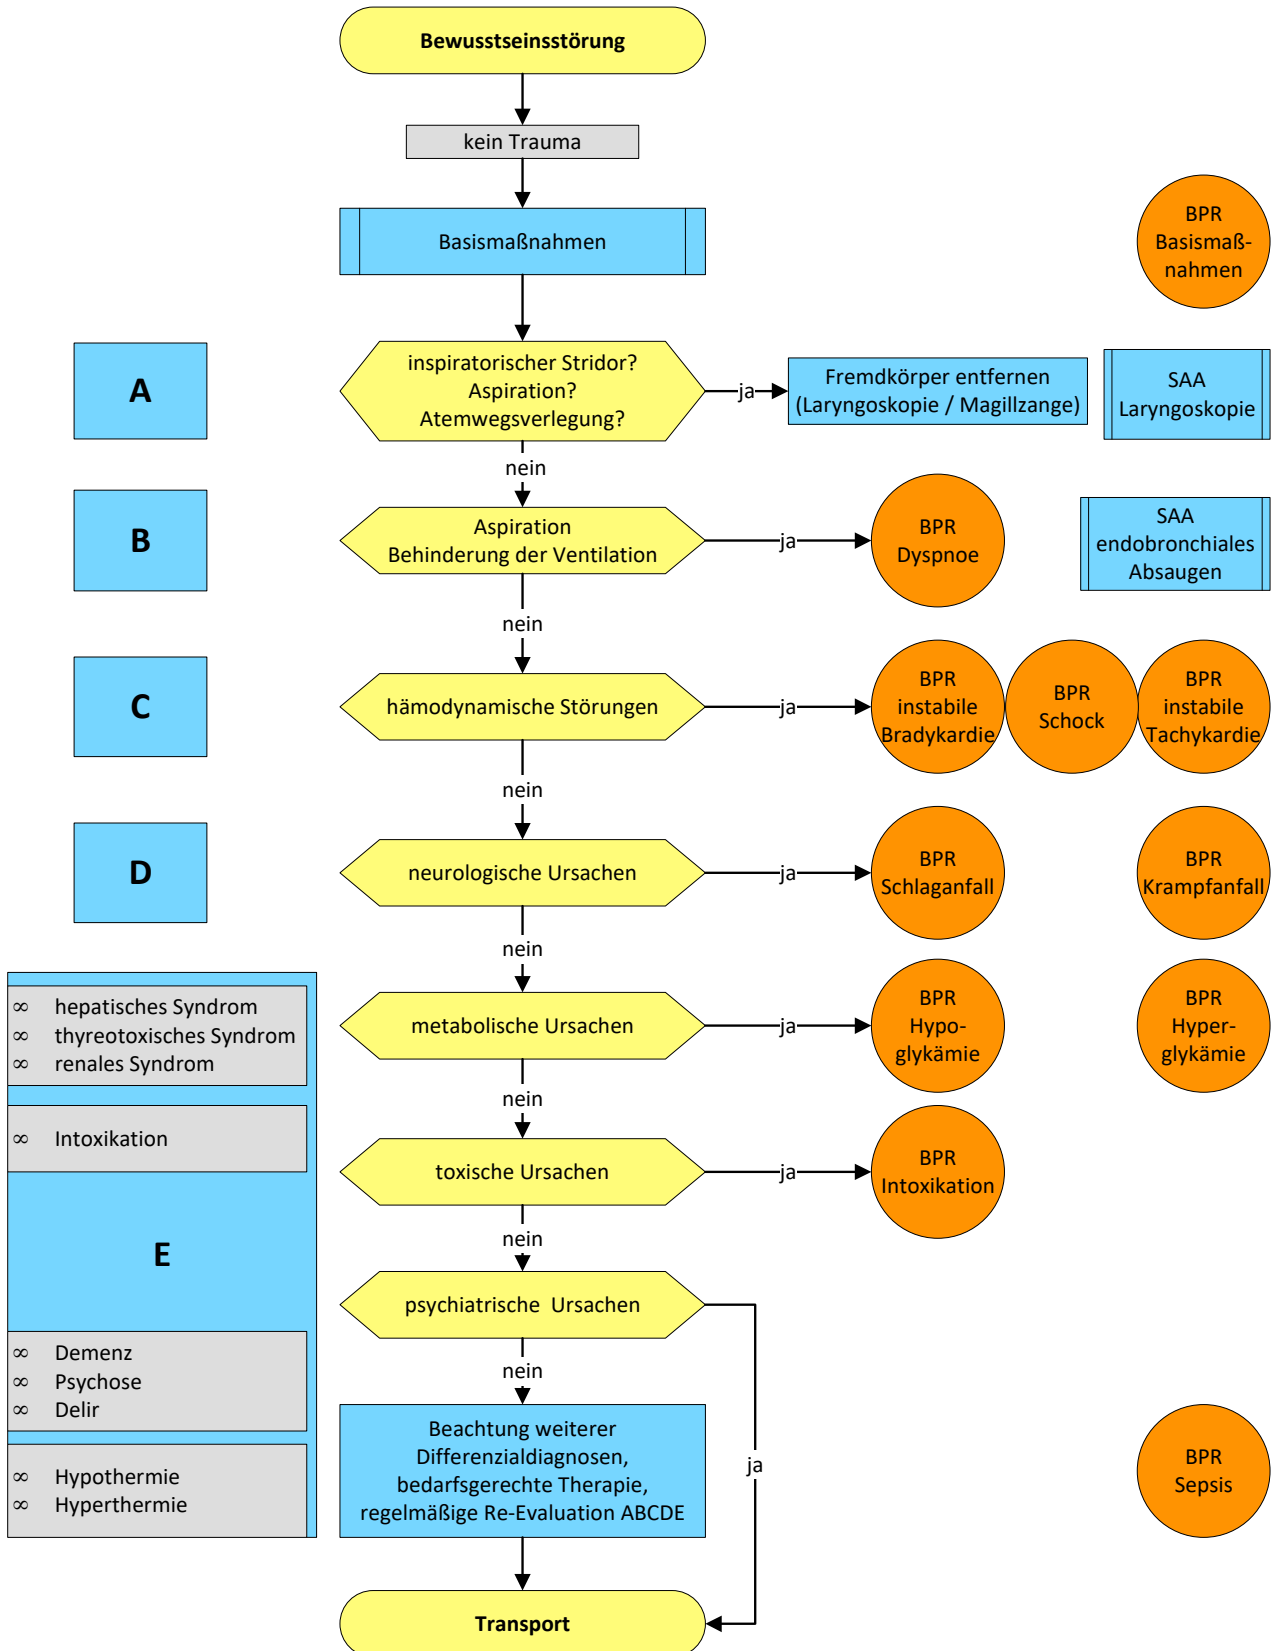 Bewusstseinsstörung
kein Trauma
Basismaßnahmen
BPR
Basismaß-
nahmen
A
inspiratorischer Stridor?
Aspiration?
Atemwegsverlegung?
ja
Fremdkörper entfernen
(Laryngoskopie / Magillzange)
SAA
Laryngoskopie
nein
B
Aspiration
Behinderung der Ventilation
ja
BPR
Dyspnoe
SAA
endobronchiales
Absaugen
nein
C
hämodynamische Störungen
ja
BPR
instabile
Bradykardie
BPR
Schock
BPR
instabile
Tachykardie
nein
D
neurologische Ursachen
ja
BPR
Schlaganfall
BPR
Krampfanfall
nein
∞ hepatisches Syndrom
∞ thyreotoxisches Syndrom
∞ renales Syndrom
metabolische Ursachen
ja
BPR
Hypo-
glykämie
BPR
Hyper-
glykämie
nein
∞ Intoxikation
toxische Ursachen
ja
BPR
Intoxikation
nein
E
psychiatrische Ursachen
nein
∞ Demenz
∞ Psychose
∞ Delir
∞ Hypothermie
∞ Hyperthermie
Beachtung weiterer
Differenzialdiagnosen,
bedarfsgerechte Therapie,
regelmäßige Re-Evaluation ABCDE
ja
BPR
Sepsis
Transport